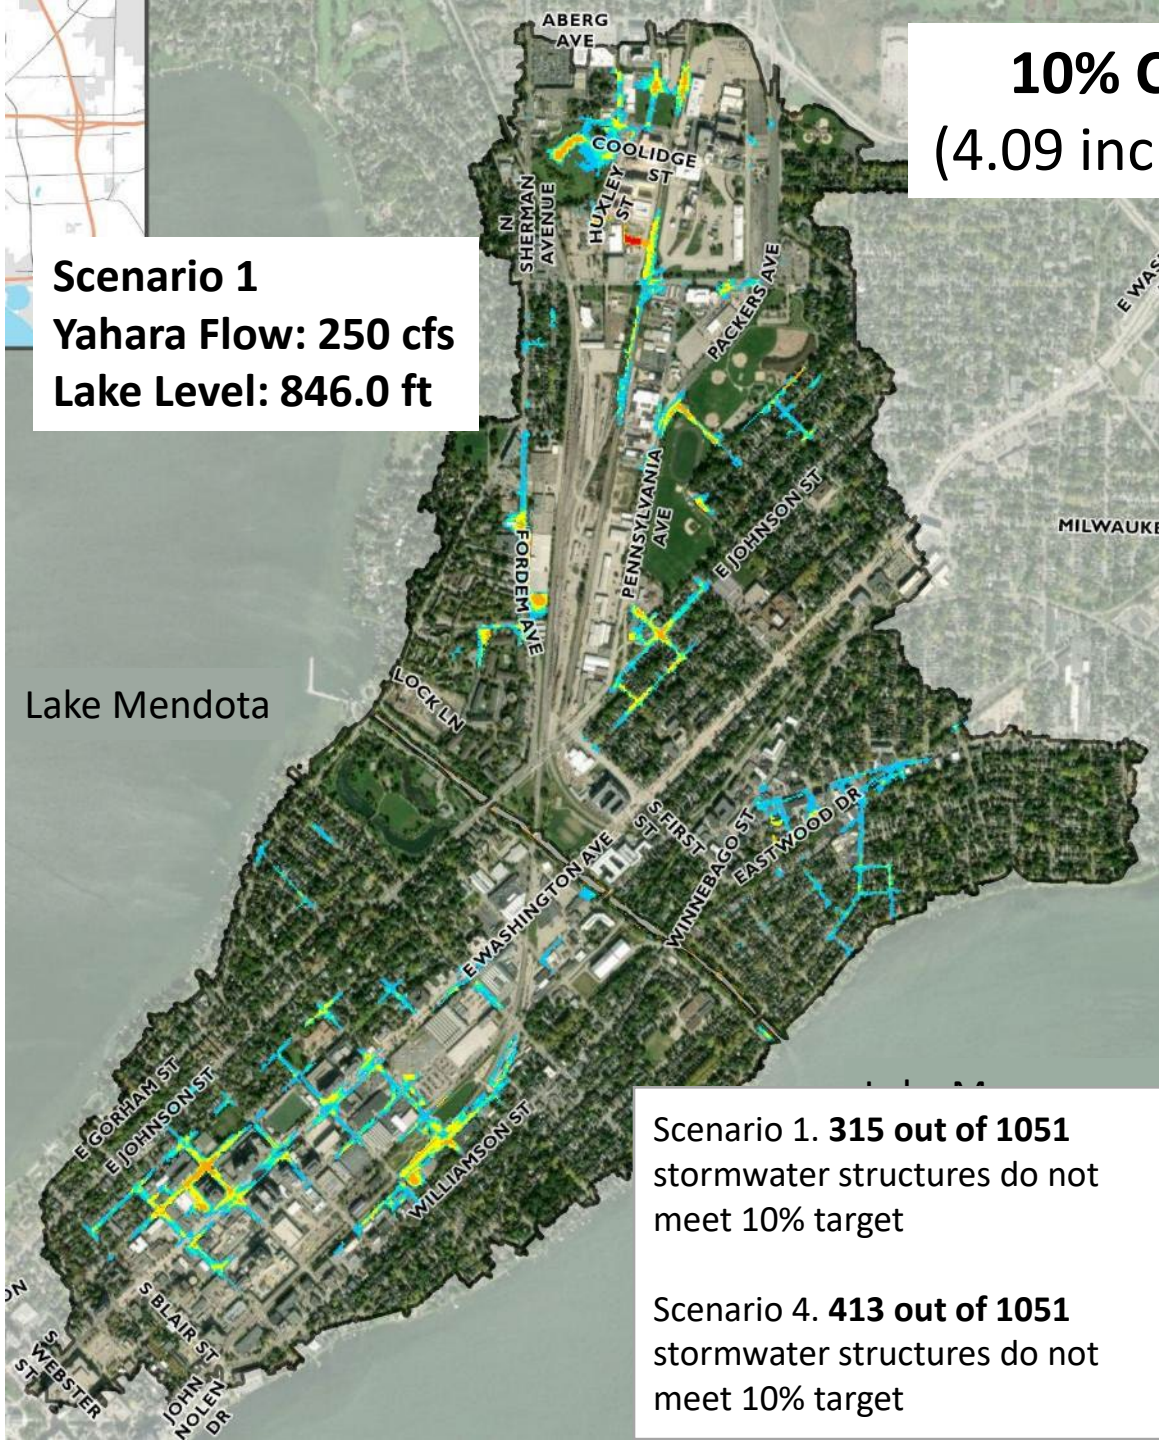 ABERG
AVE
10%
(4.09
COOLIDGE
ST
HUXLEY
ST
N
SHERMAN
AVENUE
Scenario 1
Yahara Flow: 250 cfs
Lake Level: 846.0 ft
PACKERS AVE
PENNSYLVANIA
AVE
E JOHNSON ST
FORDEM AVE
Lake Mendota
LOCK LN
S FIRST
ST
WINNEBAGO ST
EASTWOOD DR
E WASHINGTON AVE
E GORHAM ST
E JOHNSON ST
WILLIAMSON ST
Scenario 1. 315 out of 1051
stormwater structures do not
meet 10% target
Scenario 4. 413 out of 1051
stormwater structures do not
meet 10% target
S BLAIR ST
S
WEBSTER
ST
JOHN
NOLEN
DR